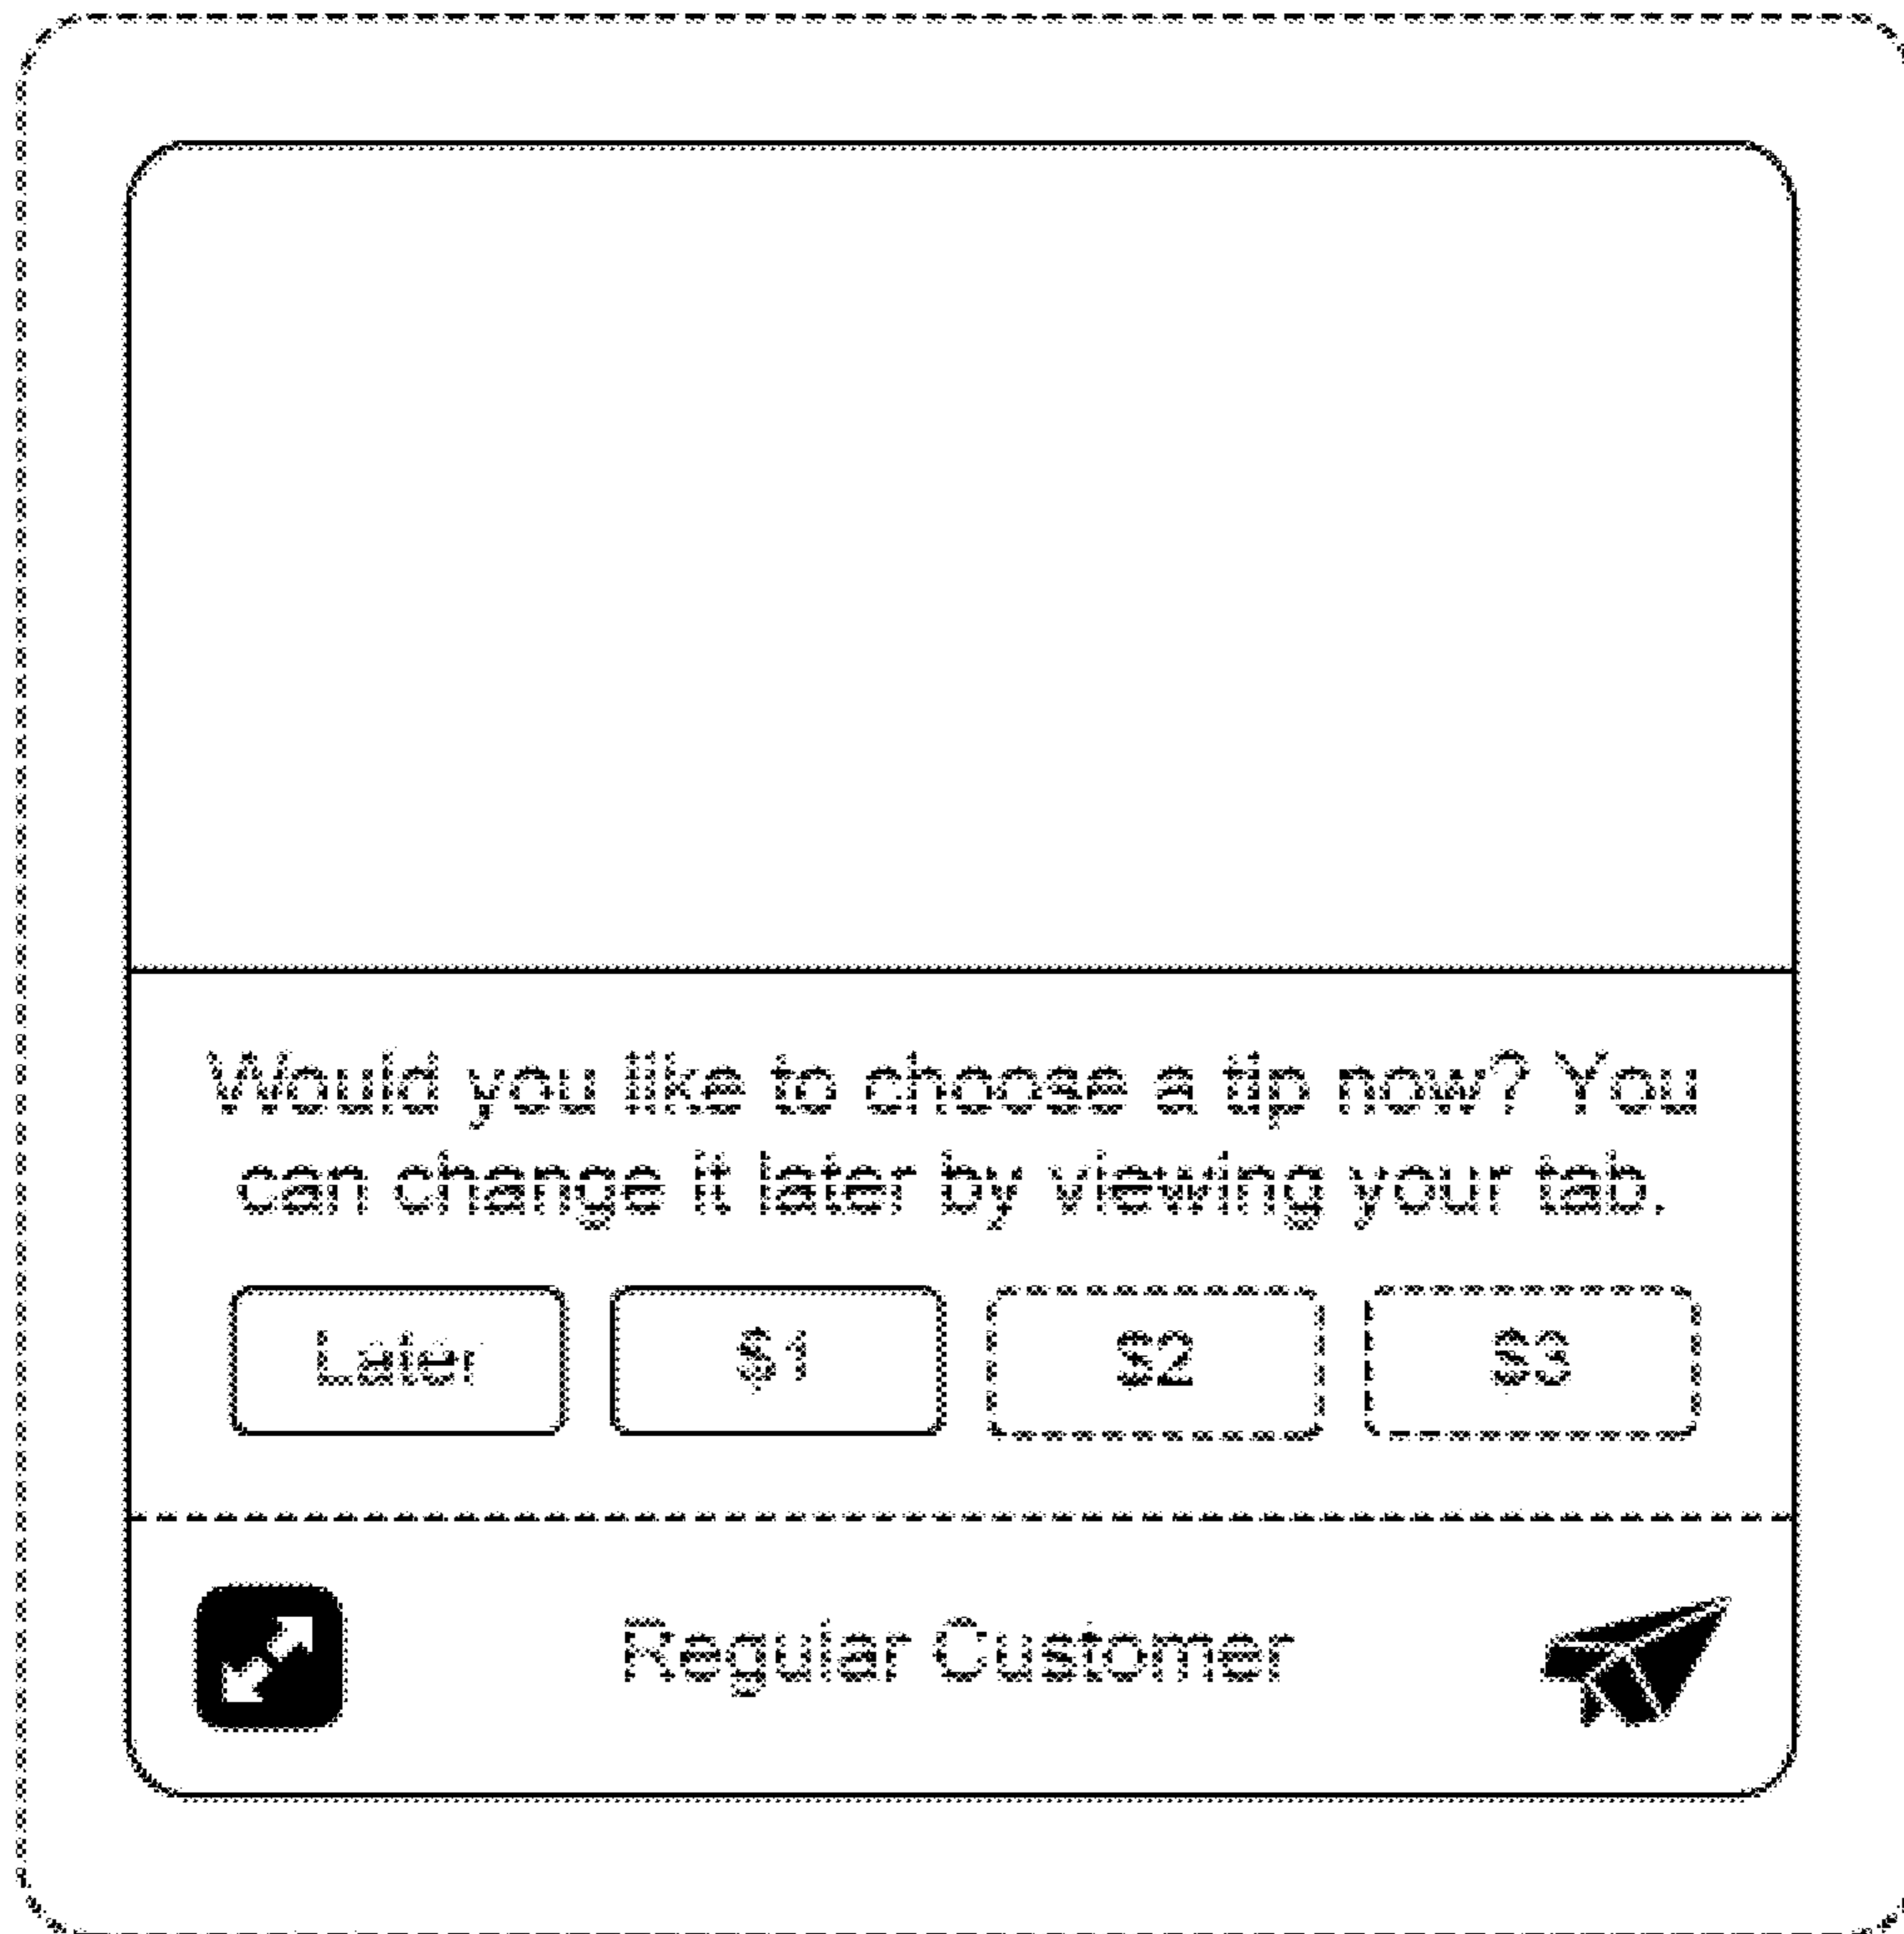 Would you like to choose a tip now? You
can change it later by viewing your tab.
Later $1 $2 $3
Regular Customer